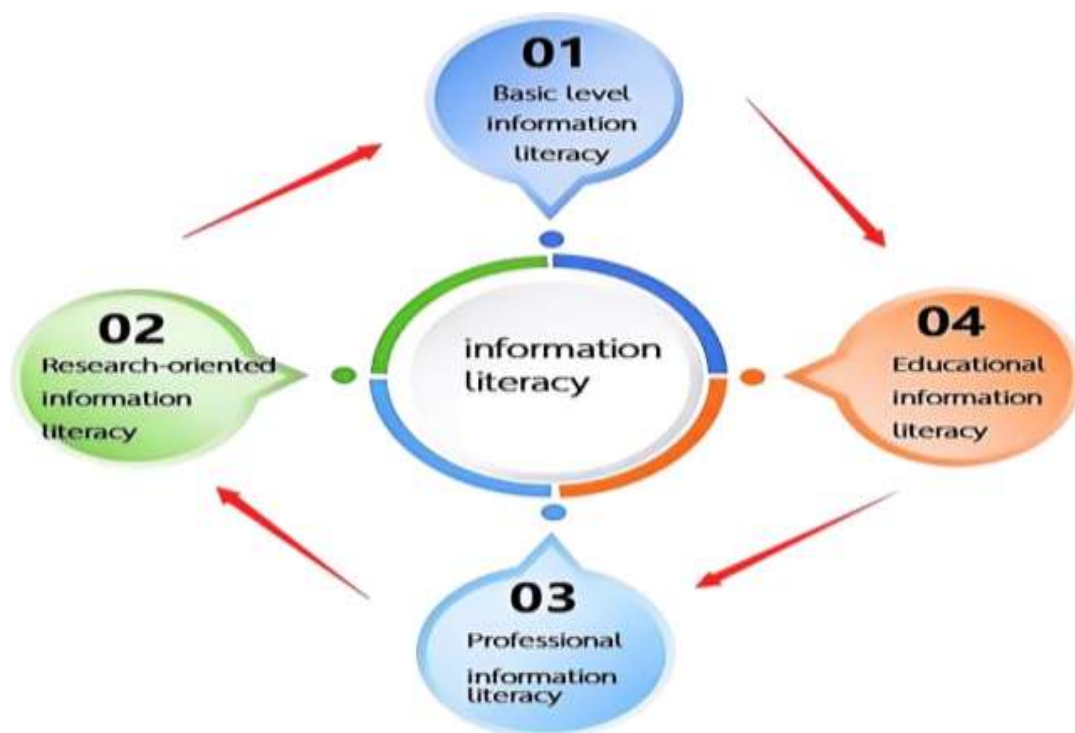 01
Basic level
information
literacy
02
Research-oriented
information
literacy
information
literacy
04
Educational
information
literacy
03
Professional
information
literacy